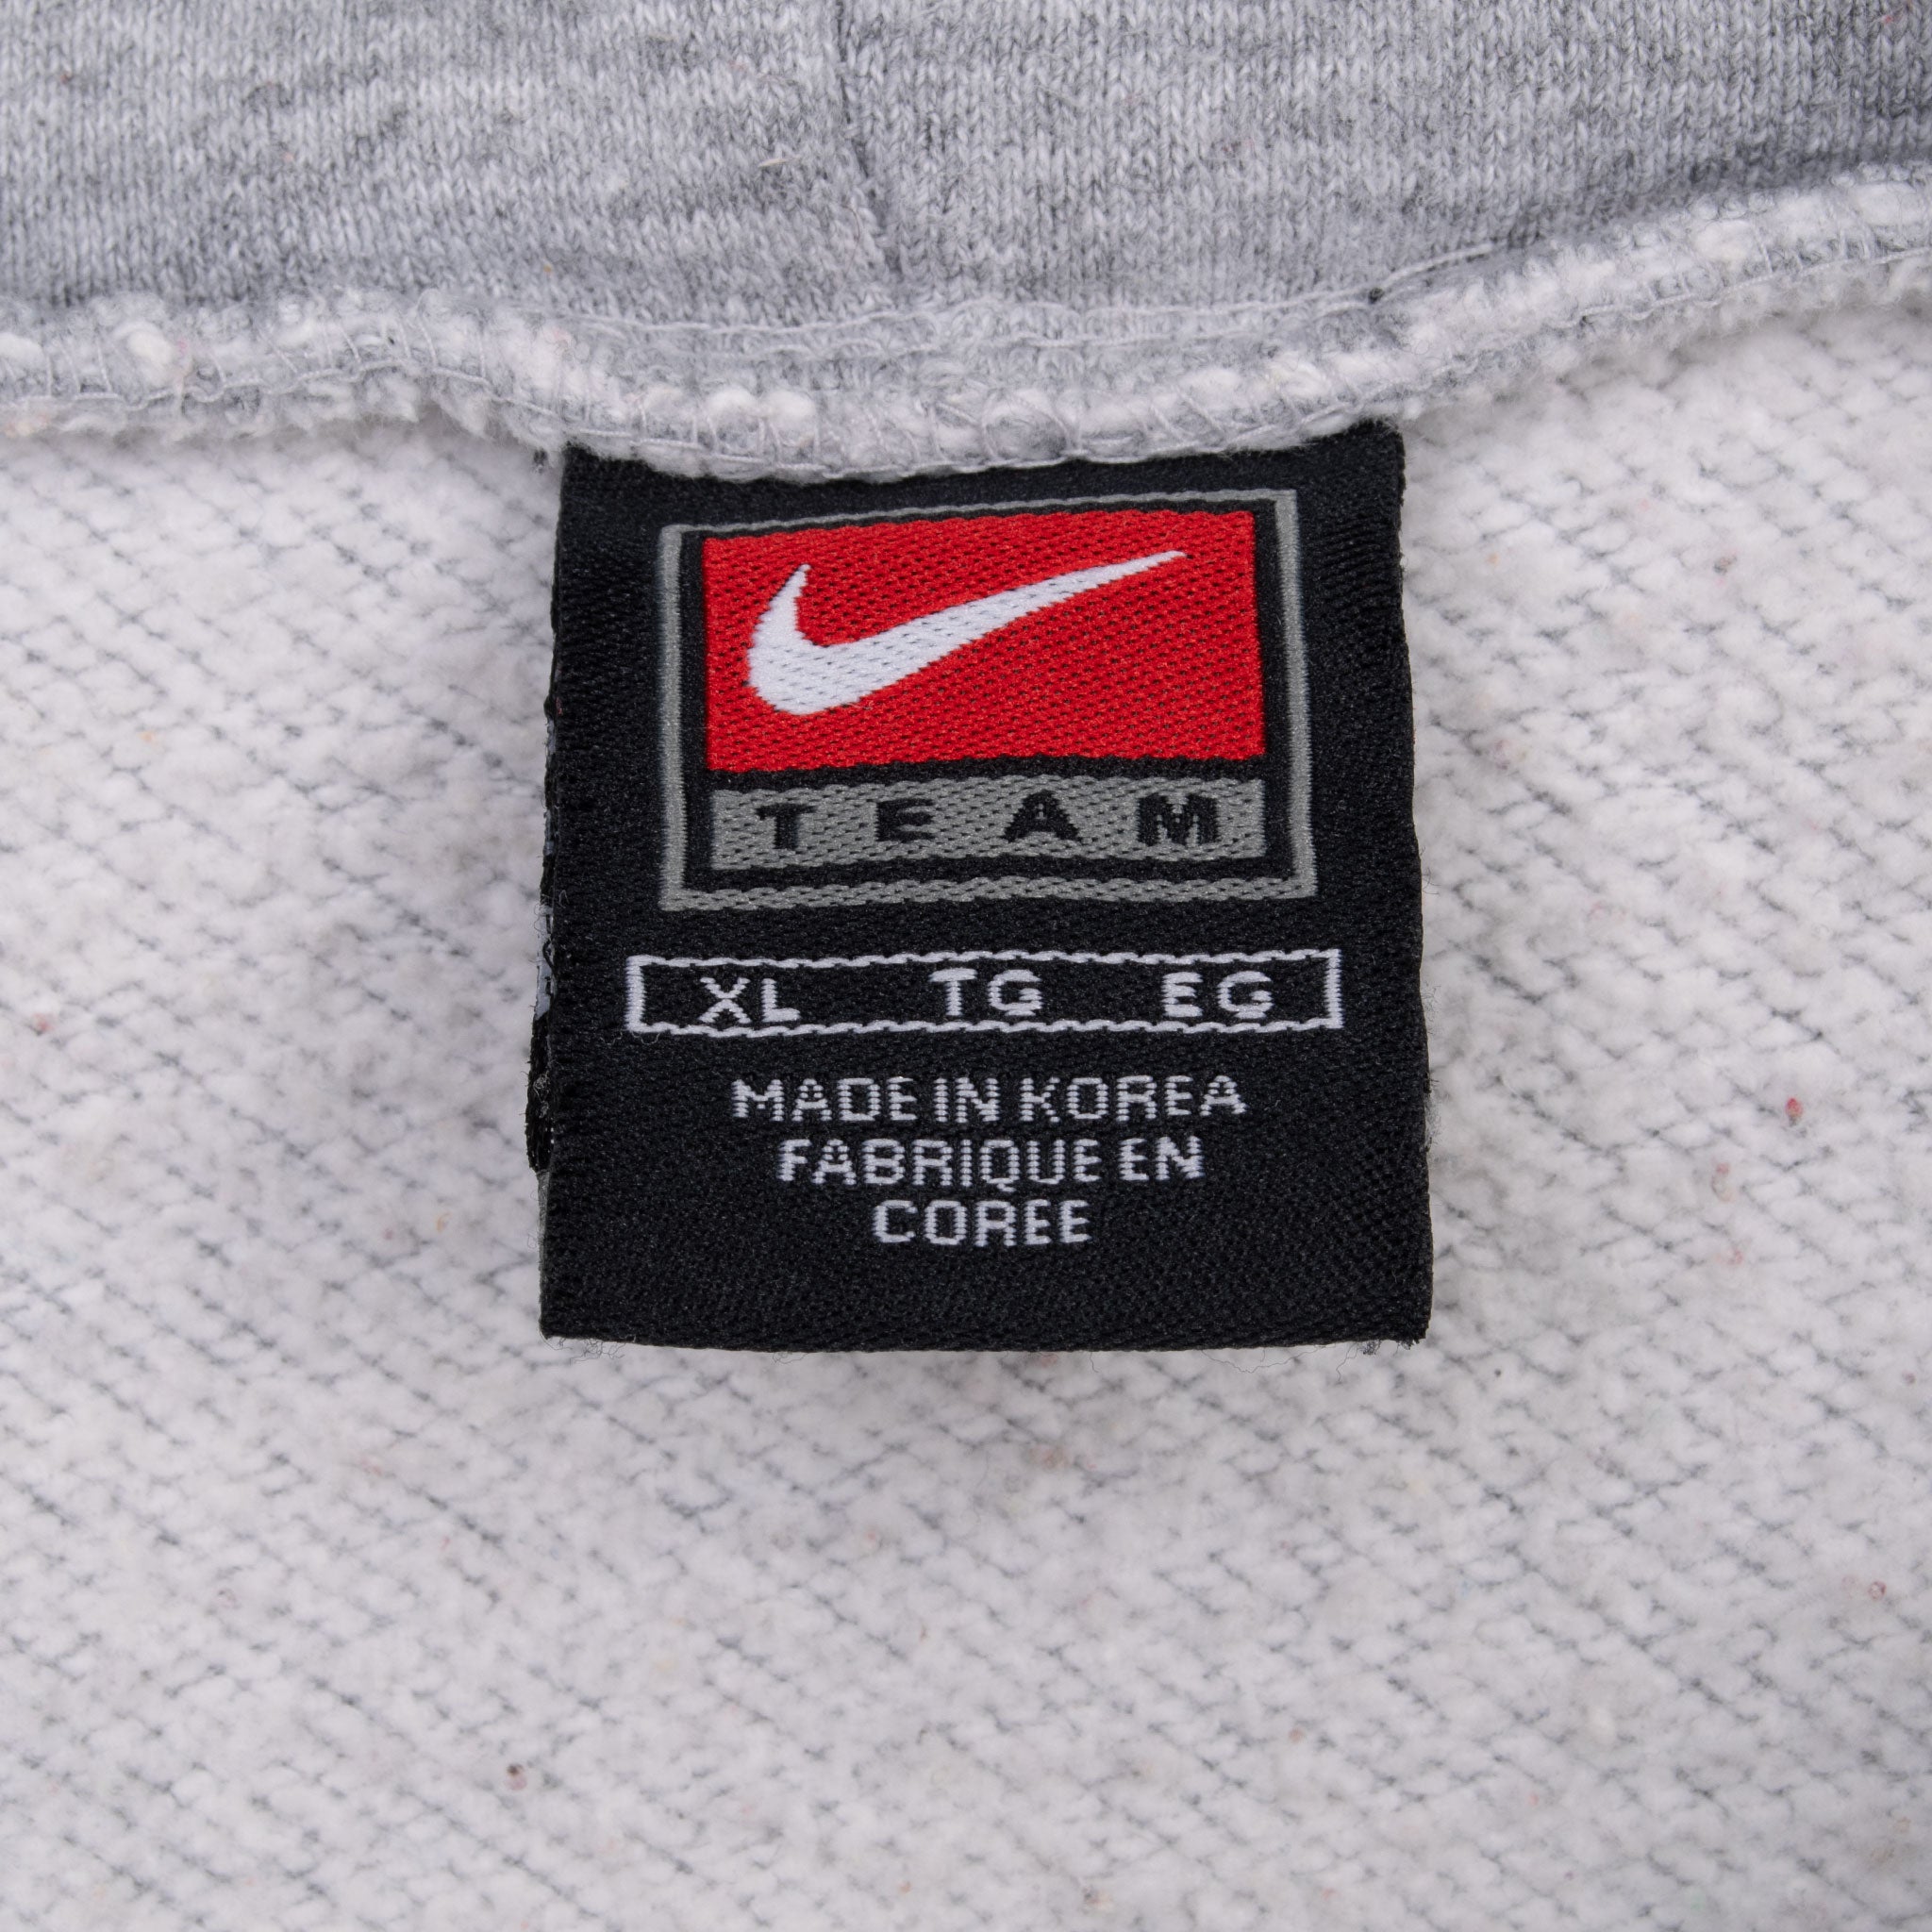 TEAM
XL TG EG
MADE IN KOREA
FABRIQUE EN
COREE